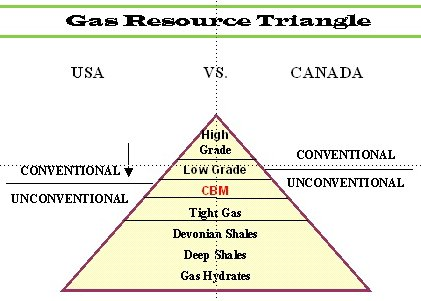 Gas Resource Triangle
USA VS. CANADA
High
Grade
CONVENTIONAL
Low Grade
CONVENTIONAL
UNCONVENTIONAL
CBM
UNCONVENTIONAL
Tight Gas
Devonian Shales
Deep Shales
Gas Hydrates